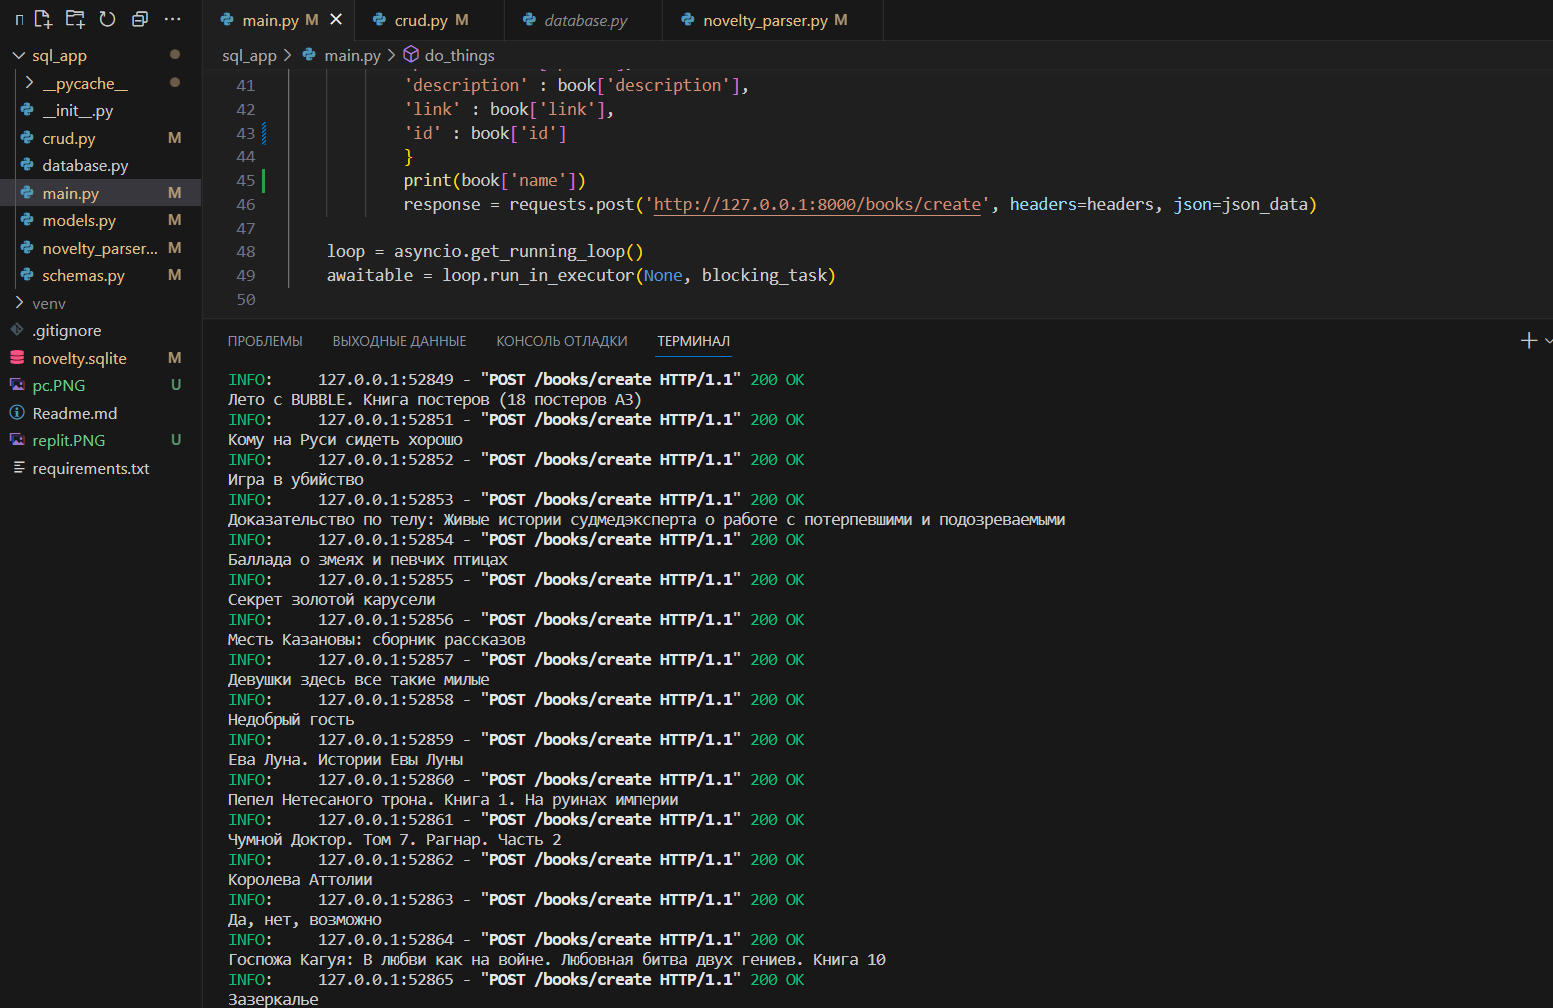 main.py M
crud.py M
database.py
novelty_parser.py M
sql_app
__pycache__
__init__.py
crud.py M
database.py
main.py M
models.py M
novelty_parser... M
schemas.py M
venv
.gitignore
novelty.sqlite M
pc.PNG U
Readme.md
replit.PNG U
requirements.txt
sql_app > main.py > do_things
41 'description' : book['description'],
42 'link' : book['link'],
43 'id' : book['id']
44 }
45 print(book['name'])
46 response = requests.post('http://127.0.0.1:8000/books/create', headers=headers, json=json_data)
47
48 loop = asyncio.get_running_loop()
49 awaitable = loop.run_in_executor(None, blocking_task)
50
ПРОБЛЕМЫ ВЫХОДНЫЕ ДАННЫЕ КОНСОЛЬ ОТЛАДКИ ТЕРМИНАЛ
INFO: 127.0.0.1:52849 - "POST /books/create HTTP/1.1" 200 OK
Лето с BUBBLE. Книга постеров (18 постеров А3)
INFO: 127.0.0.1:52851 - "POST /books/create HTTP/1.1" 200 OK
Кому на Руси сидеть хорошо
INFO: 127.0.0.1:52852 - "POST /books/create HTTP/1.1" 200 OK
Игра в убийство
INFO: 127.0.0.1:52853 - "POST /books/create HTTP/1.1" 200 OK
Доказательство по телу: Живые истории судмедэксперта о работе с потерпевшими и подозреваемыми
INFO: 127.0.0.1:52854 - "POST /books/create HTTP/1.1" 200 OK
Баллада о змеях и певчих птицах
INFO: 127.0.0.1:52855 - "POST /books/create HTTP/1.1" 200 OK
Секрет золотой карусели
INFO: 127.0.0.1:52856 - "POST /books/create HTTP/1.1" 200 OK
Месть Казановы: сборник рассказов
INFO: 127.0.0.1:52857 - "POST /books/create HTTP/1.1" 200 OK
Девушки здесь все такие милые
INFO: 127.0.0.1:52858 - "POST /books/create HTTP/1.1" 200 OK
Недобрый гость
INFO: 127.0.0.1:52859 - "POST /books/create HTTP/1.1" 200 OK
Ева Луна. Истории Евы Луны
INFO: 127.0.0.1:52860 - "POST /books/create HTTP/1.1" 200 OK
Пепел Нетесаного трона. Книга 1. На руинах империи
INFO: 127.0.0.1:52861 - "POST /books/create HTTP/1.1" 200 OK
Чумной Доктор. Том 7. Рагнар. Часть 2
INFO: 127.0.0.1:52862 - "POST /books/create HTTP/1.1" 200 OK
Королева Аттолии
INFO: 127.0.0.1:52863 - "POST /books/create HTTP/1.1" 200 OK
Да, нет, возможно
INFO: 127.0.0.1:52864 - "POST /books/create HTTP/1.1" 200 OK
Госпожа Кагуя: В любви как на войне. Любовная битва двух гениев. Книга 10
INFO: 127.0.0.1:52865 - "POST /books/create HTTP/1.1" 200 OK
Зазеркалье